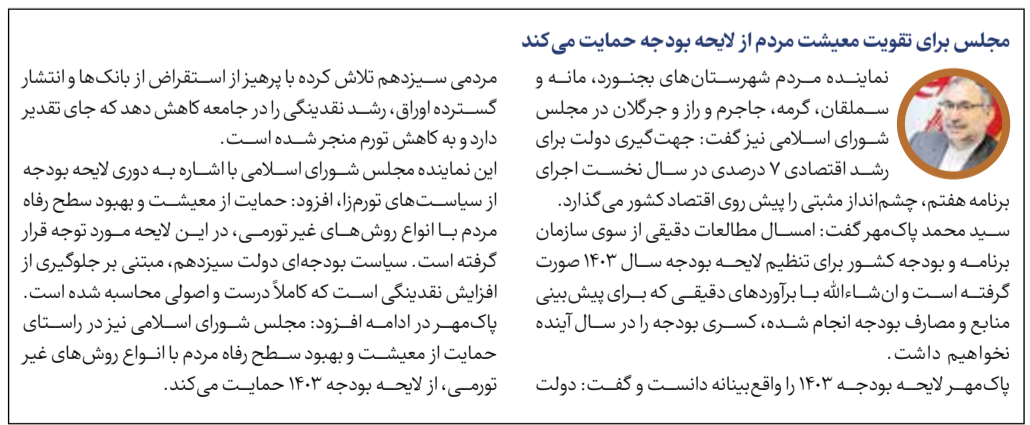 مجلس برای تقویت معیشت مردم از لایحه بودجه حمایت می‌کند
نماینده مردم شهرستان‌های بجنورد، مانه و
سملقان، گرمه، جاجرم و راز و جرگلان در مجلس
شورای اسلامی نیز گفت: جهت‌گیری دولت برای
رشد اقتصادی ۷ درصدی در سال نخست اجرای
برنامه هفتم، چشم‌انداز مثبتی را پیش روی اقتصاد کشور می‌گذارد.
سید محمد پاک‌مهر گفت: امسال مطالعات دقیقی از سوی سازمان
برنامه و بودجه کشور برای تنظیم لایحه بودجه سال ۱۴۰۳ صورت
گرفته است و ان‌شاءالله با برآوردهای دقیقی که برای پیش‌بینی
منابع و مصارف بودجه انجام شده، کسری بودجه را در سال آینده
نخواهیم داشت.
پاک‌مهر لایحه بودجه ۱۴۰۳ را واقع‌بینانه دانست و گفت: دولت
مردمی سیزدهم تلاش کرده با پرهیز از استقراض از بانک‌ها و انتشار
گسترده اوراق، رشد نقدینگی را در جامعه کاهش دهد که جای تقدیر
دارد و به کاهش تورم منجر شده است.
این نماینده مجلس شورای اسلامی با اشاره به دوری لایحه بودجه
از سیاست‌های تورم‌زا، افزود: حمایت از معیشت و بهبود سطح رفاه
مردم با انواع روش‌های غیر تورمی، در این لایحه مورد توجه قرار
گرفته است. سیاست بودجه‌ای دولت سیزدهم، مبتنی بر جلوگیری از
افزایش نقدینگی است که کاملاً درست و اصولی محاسبه شده است.
پاک‌مهر در ادامه افزود: مجلس شورای اسلامی نیز در راستای
حمایت از معیشت و بهبود سطح رفاه مردم با انواع روش‌های غیر
تورمی، از لایحه بودجه ۱۴۰۳ حمایت می‌کند.